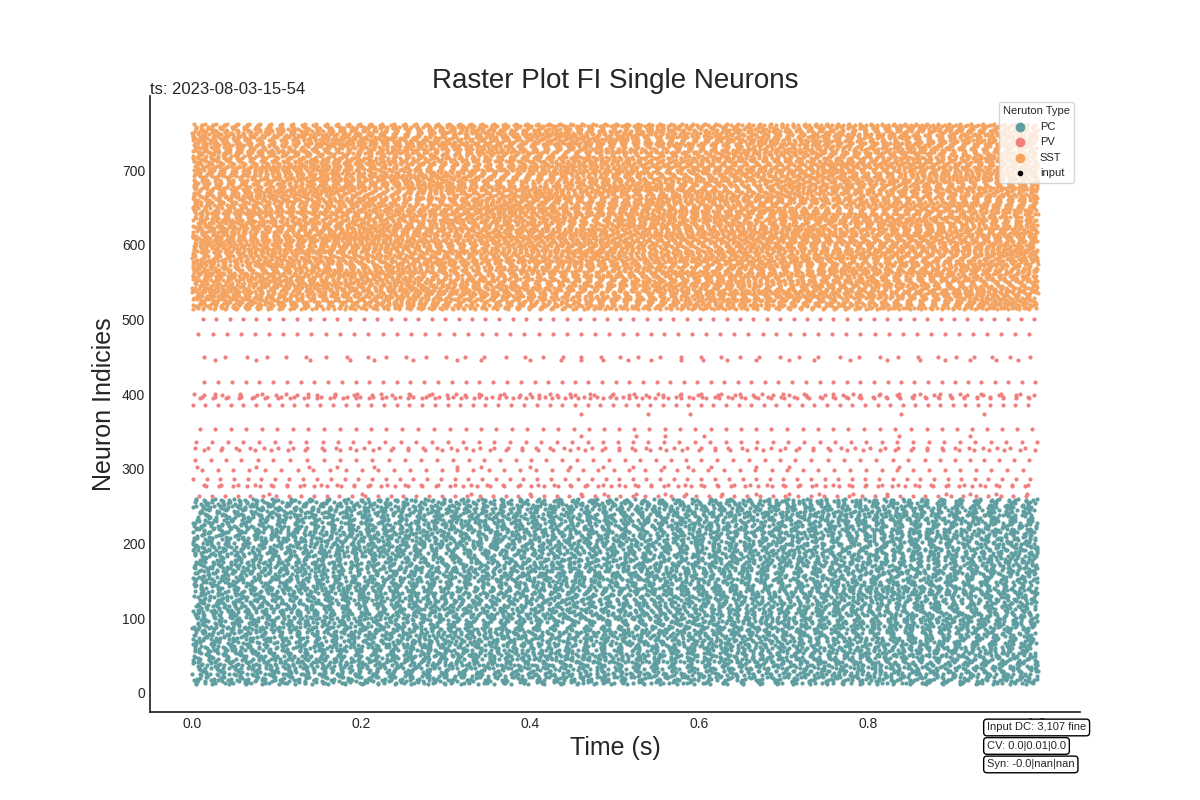 Raster Plot FI Single Neurons
ts: 2023-08-03-15-54
Neruton Type
PC
PV
SST
input
Neuron Indicies
700
600
500
400
300
200
100
0
0.0 0.2 0.4 0.6 0.8
Time (s)
Input DC: 3,107 fine
CV: 0.0|0.01|0.0
Syn: -0.0|nan|nan